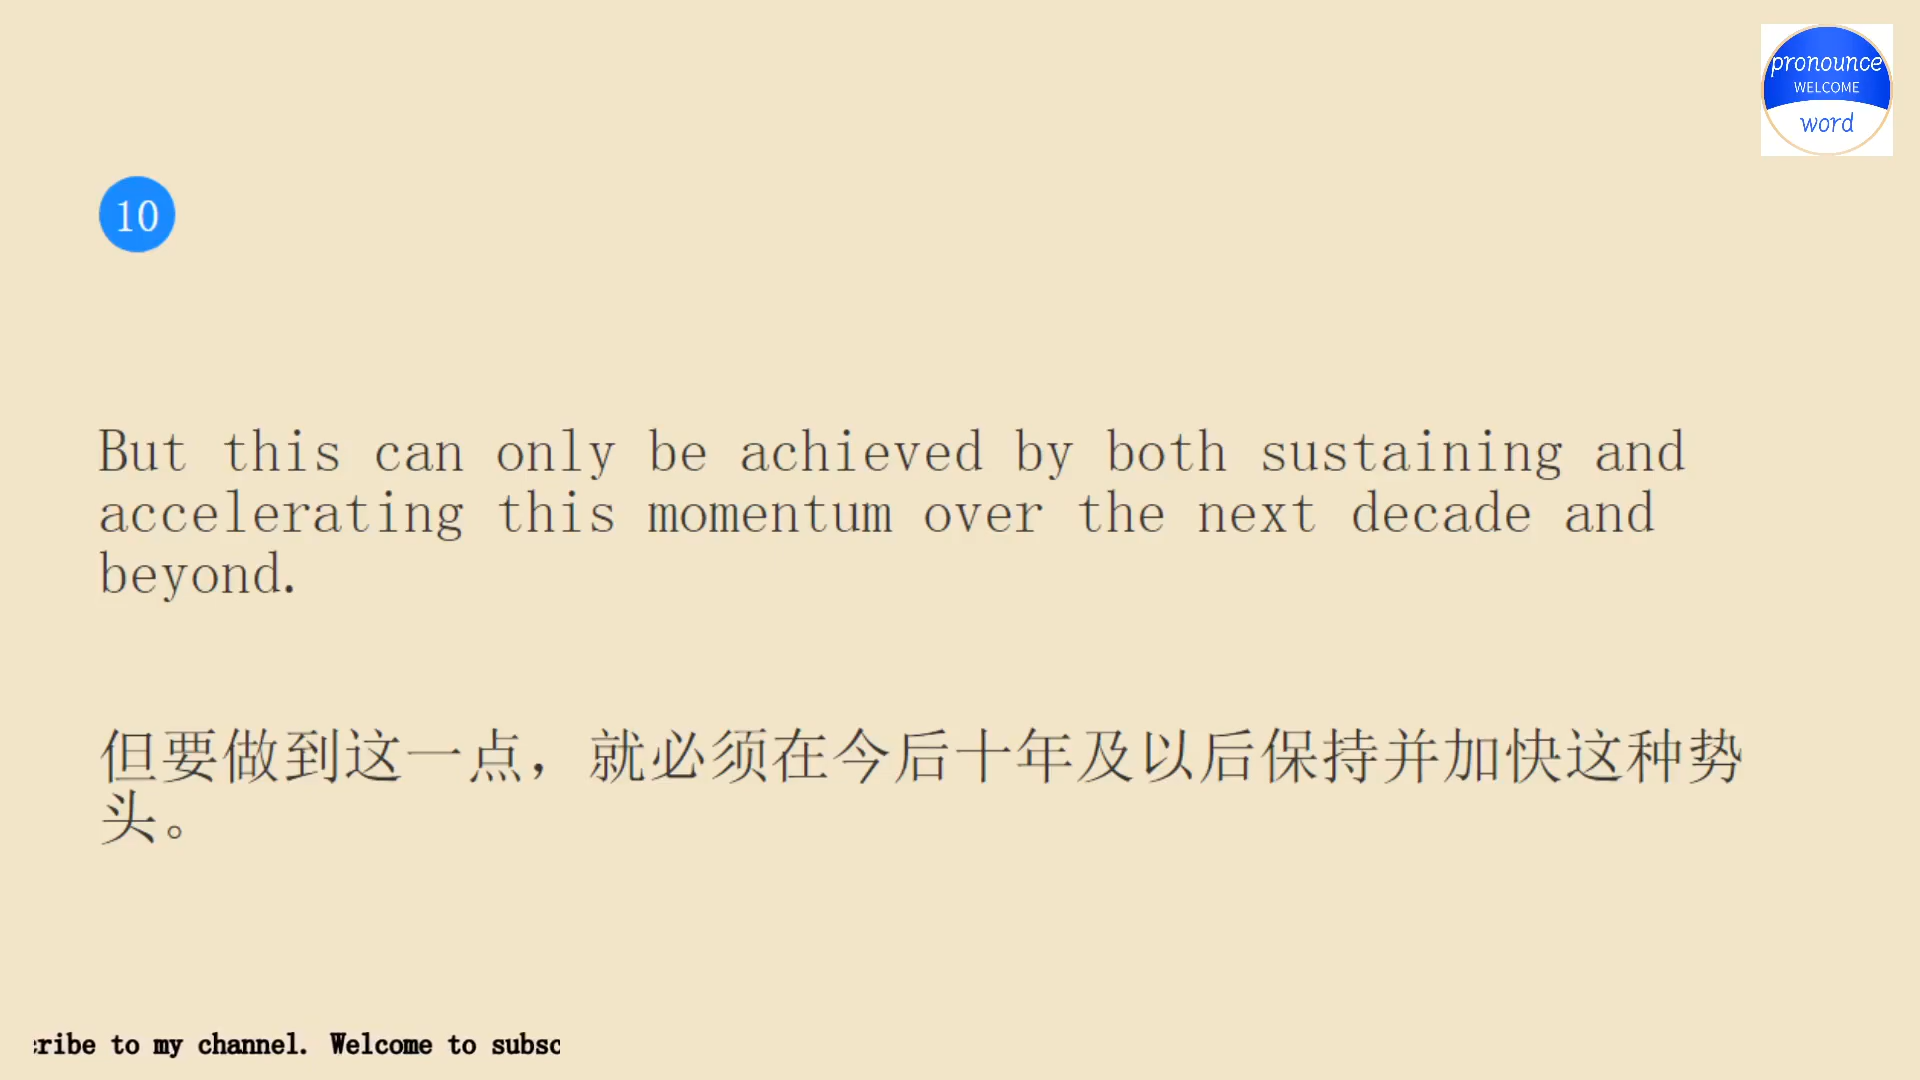 pronounce
WELCOME
word
10
But this can only be achieved by both sustaining and
accelerating this momentum over the next decade and
beyond.
但要做到这一点，就必须在今后十年及以后保持并加快这种势
头。
to my channel. Welcome to